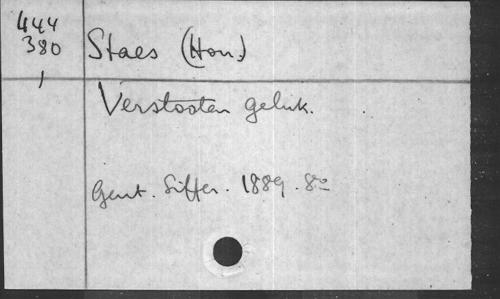 444
380
1
Staes (Hon.)
Verstooten geluk.
Gent. Siffer. 1889. 8º